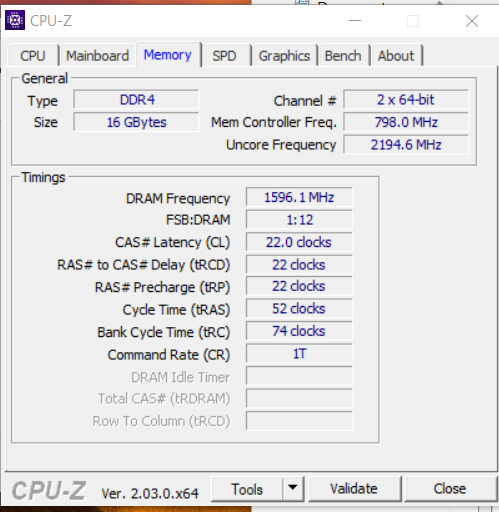 CPU-Z
CPU Mainboard Memory SPD Graphics Bench About
General
Type DDR4 Channel # 2 x 64-bit
Size 16 GBytes Mem Controller Freq. 798.0 MHz
Uncore Frequency 2194.6 MHz
Timings
DRAM Frequency 1596.1 MHz
FSB:DRAM 1:12
CAS# Latency (CL) 22.0 clocks
RAS# to CAS# Delay (tRCD) 22 clocks
RAS# Precharge (tRP) 22 clocks
Cycle Time (tRAS) 52 clocks
Bank Cycle Time (tRC) 74 clocks
Command Rate (CR) 1T
DRAM Idle Timer
Total CAS# (tRDRAM)
Row To Column (tRCD)
CPU-Z Ver. 2.03.0.x64 Tools Validate Close